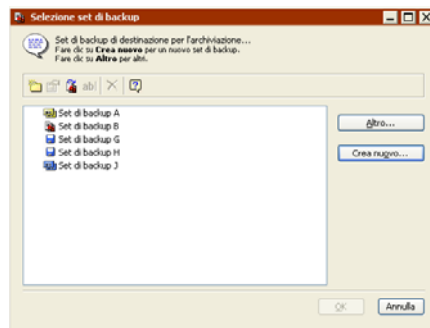 Selezione set di backup
Set di backup di destinazione per l'archiviazione...
Fare clic su Crea nuovo per un nuovo set di backup.
Fare clic su Altro per altri.
ab|
Set di backup A
Set di backup B
Set di backup G
Set di backup H
Set di backup J
Altro...
Crea nuovo...
OK
Annulla